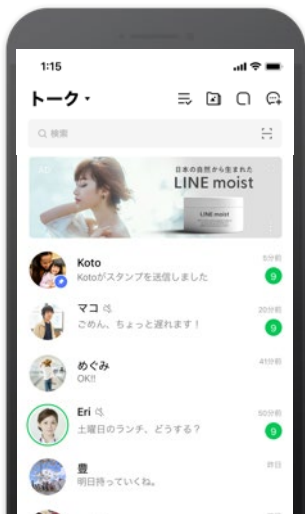 1:15
トーク
検索
AD
日本の自然から生まれた
LINE moist
LINE moist
Koto
5分前
Kotoがスタンプを送信しました
9
マコ
20分前
ごめん、ちょっと遅れます！
9
めぐみ
41分前
OK!!
Eri
50分前
土曜日のランチ、どうする？
9
豊
昨日
明日持っていくね。